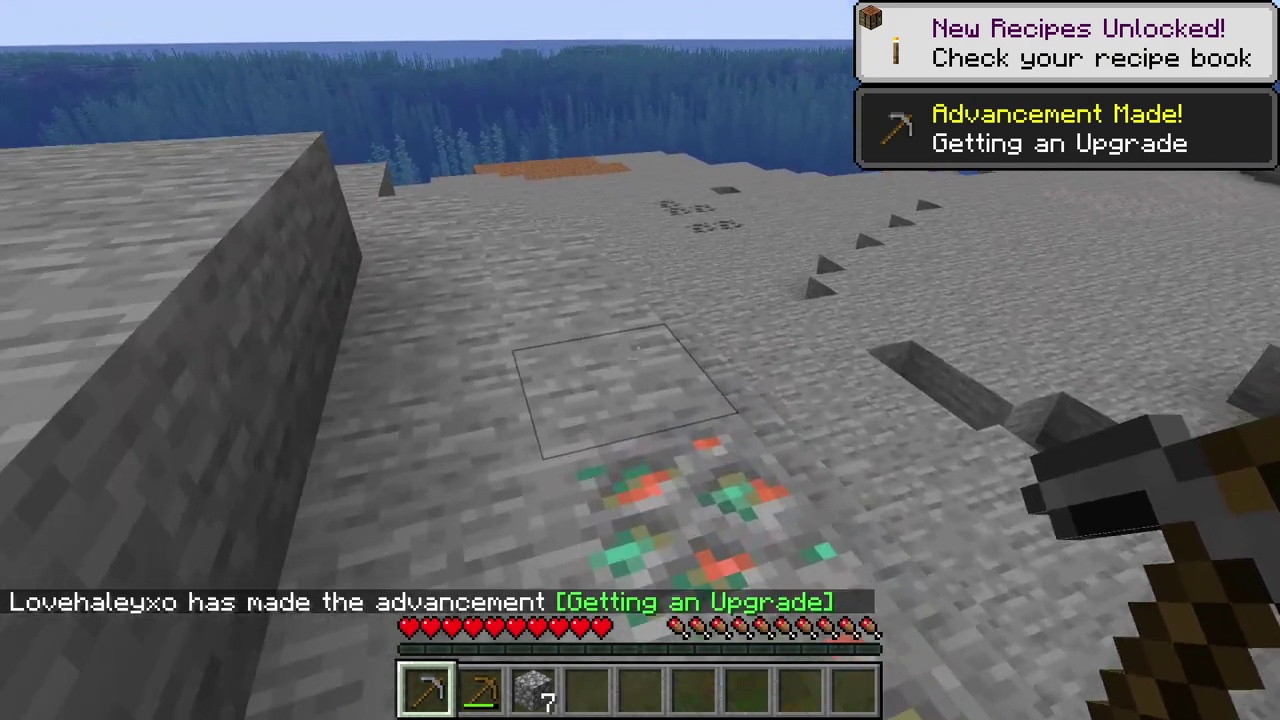 New Recipes Unlocked!
Check your recipe book
Advancement Made!
Getting an Upgrade
Lovehaleyxo has made the advancement [Getting an Upgrade]
7